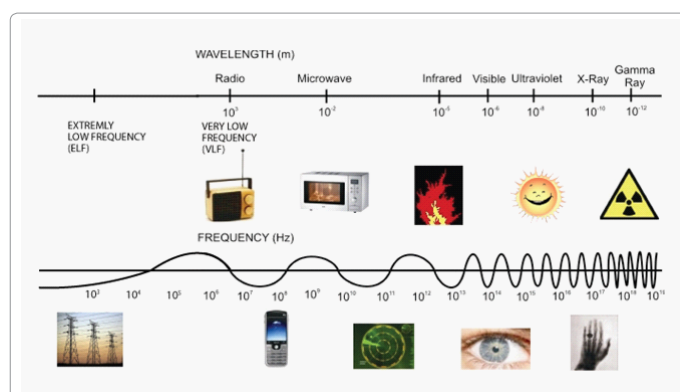 WAVELENGTH (m)
Radio Microwave Infrared Visible Ultraviolet X-Ray Gamma Ray
10³ 10⁻² 10⁻⁵ 10⁻⁶ 10⁻⁸ 10⁻¹⁰ 10⁻¹²
EXTREMLY
LOW FREQUENCY
(ELF)
VERY LOW
FREQUENCY
(VLF)
FREQUENCY (Hz)
10³ 10⁴ 10⁵ 10⁶ 10⁷ 10⁸ 10⁹ 10¹⁰ 10¹¹ 10¹² 10¹³ 10¹⁴ 10¹⁵ 10¹⁶ 10¹⁷ 10¹⁸ 10¹⁹